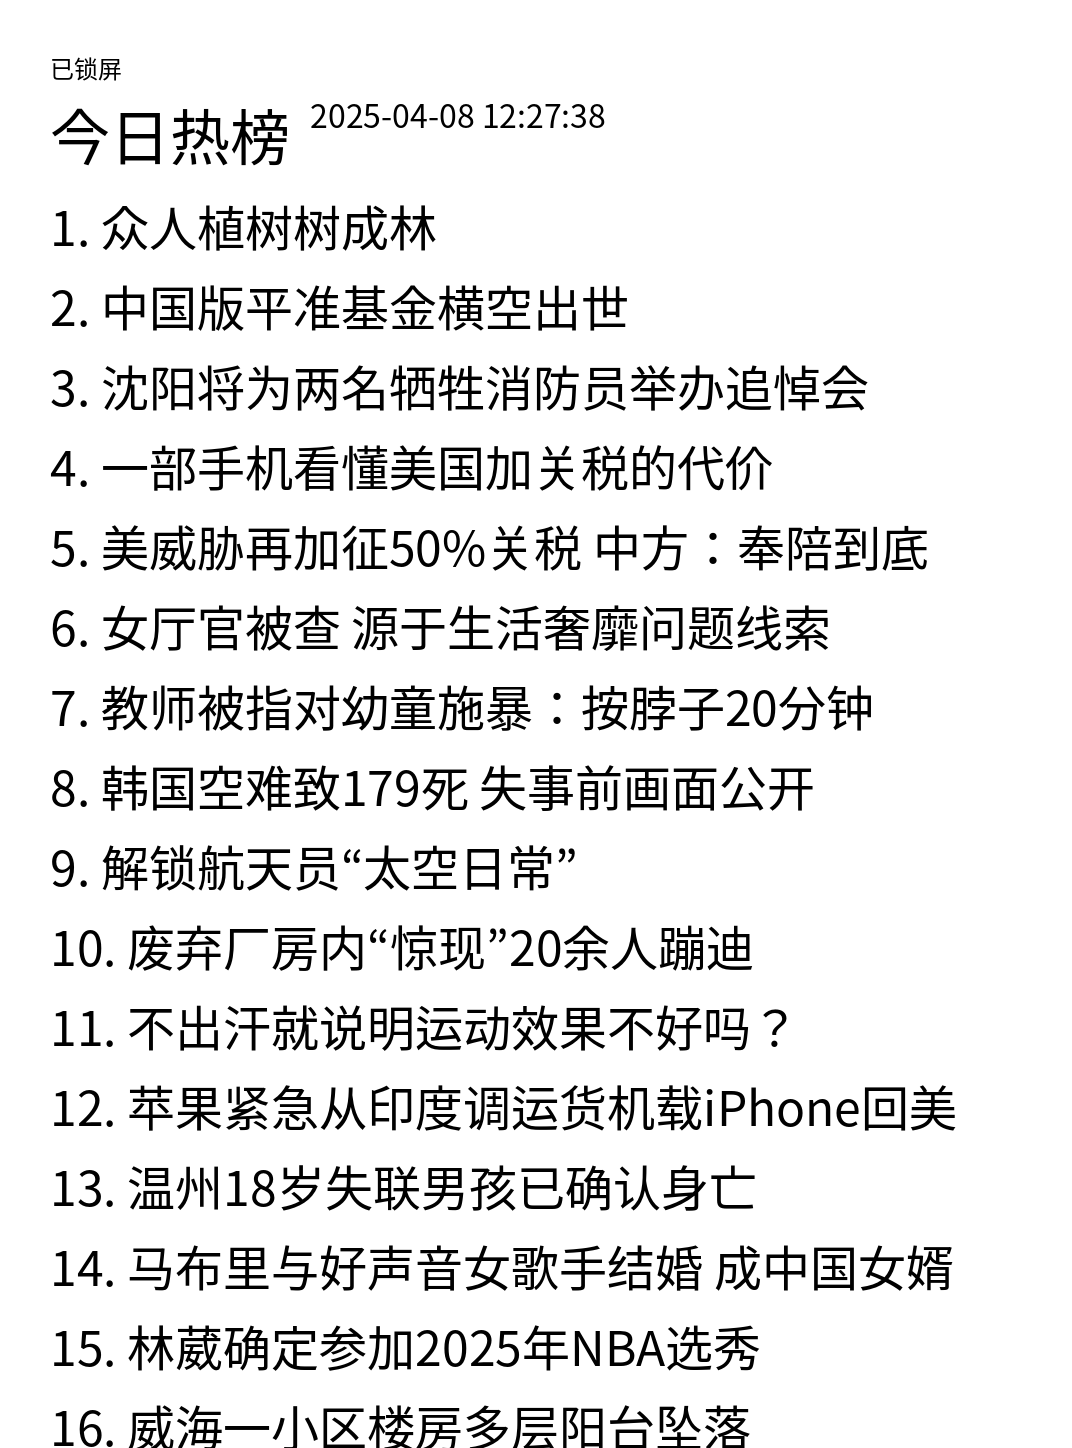 已锁屏
今日热榜 2025-04-08 12:27:38
1. 众人植树树成林
2. 中国版平准基金横空出世
3. 沈阳将为两名牺牲消防员举办追悼会
4. 一部手机看懂美国加关税的代价
5. 美威胁再加征50%关税 中方：奉陪到底
6. 女厅官被查 源于生活奢靡问题线索
7. 教师被指对幼童施暴：按脖子20分钟
8. 韩国空难致179死 失事前画面公开
9. 解锁航天员“太空日常”
10. 废弃厂房内“惊现”20余人蹦迪
11. 不出汗就说明运动效果不好吗？
12. 苹果紧急从印度调运货机载iPhone回美
13. 温州18岁失联男孩已确认身亡
14. 马布里与好声音女歌手结婚 成中国女婿
15. 林葳确定参加2025年NBA选秀
16. 威海一小区楼房多层阳台坠落